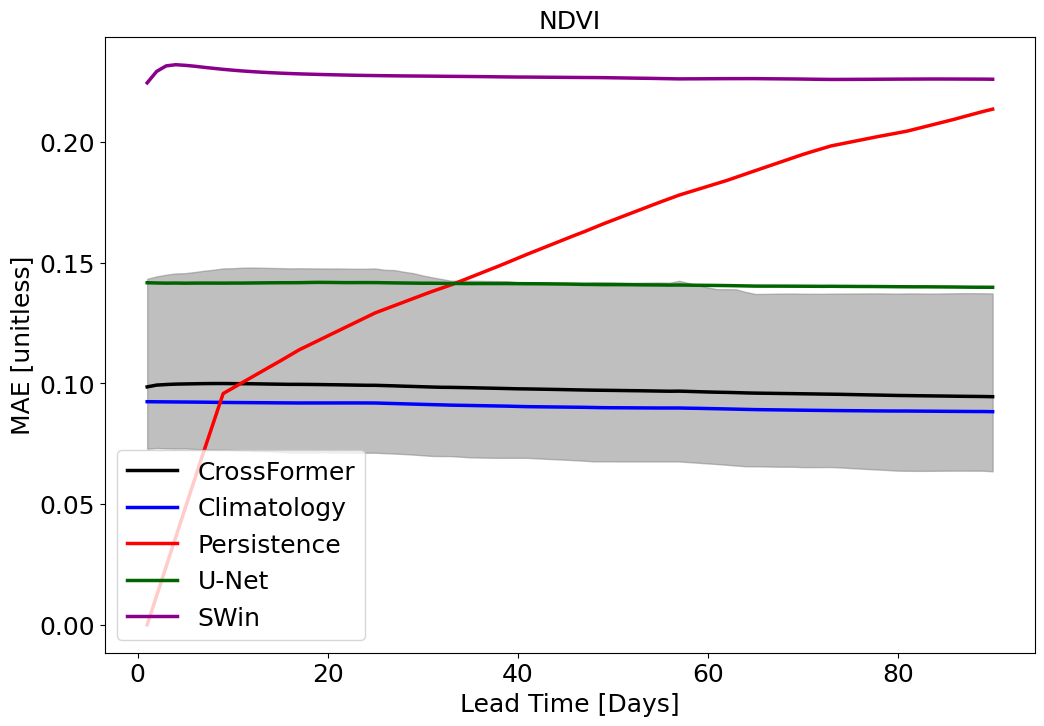 NDVI
MAE [unitless]
0.20
0.15
0.10
0.05
0.00
CrossFormer
Climatology
Persistence
U-Net
SWin
0
20
40
60
80
Lead Time [Days]